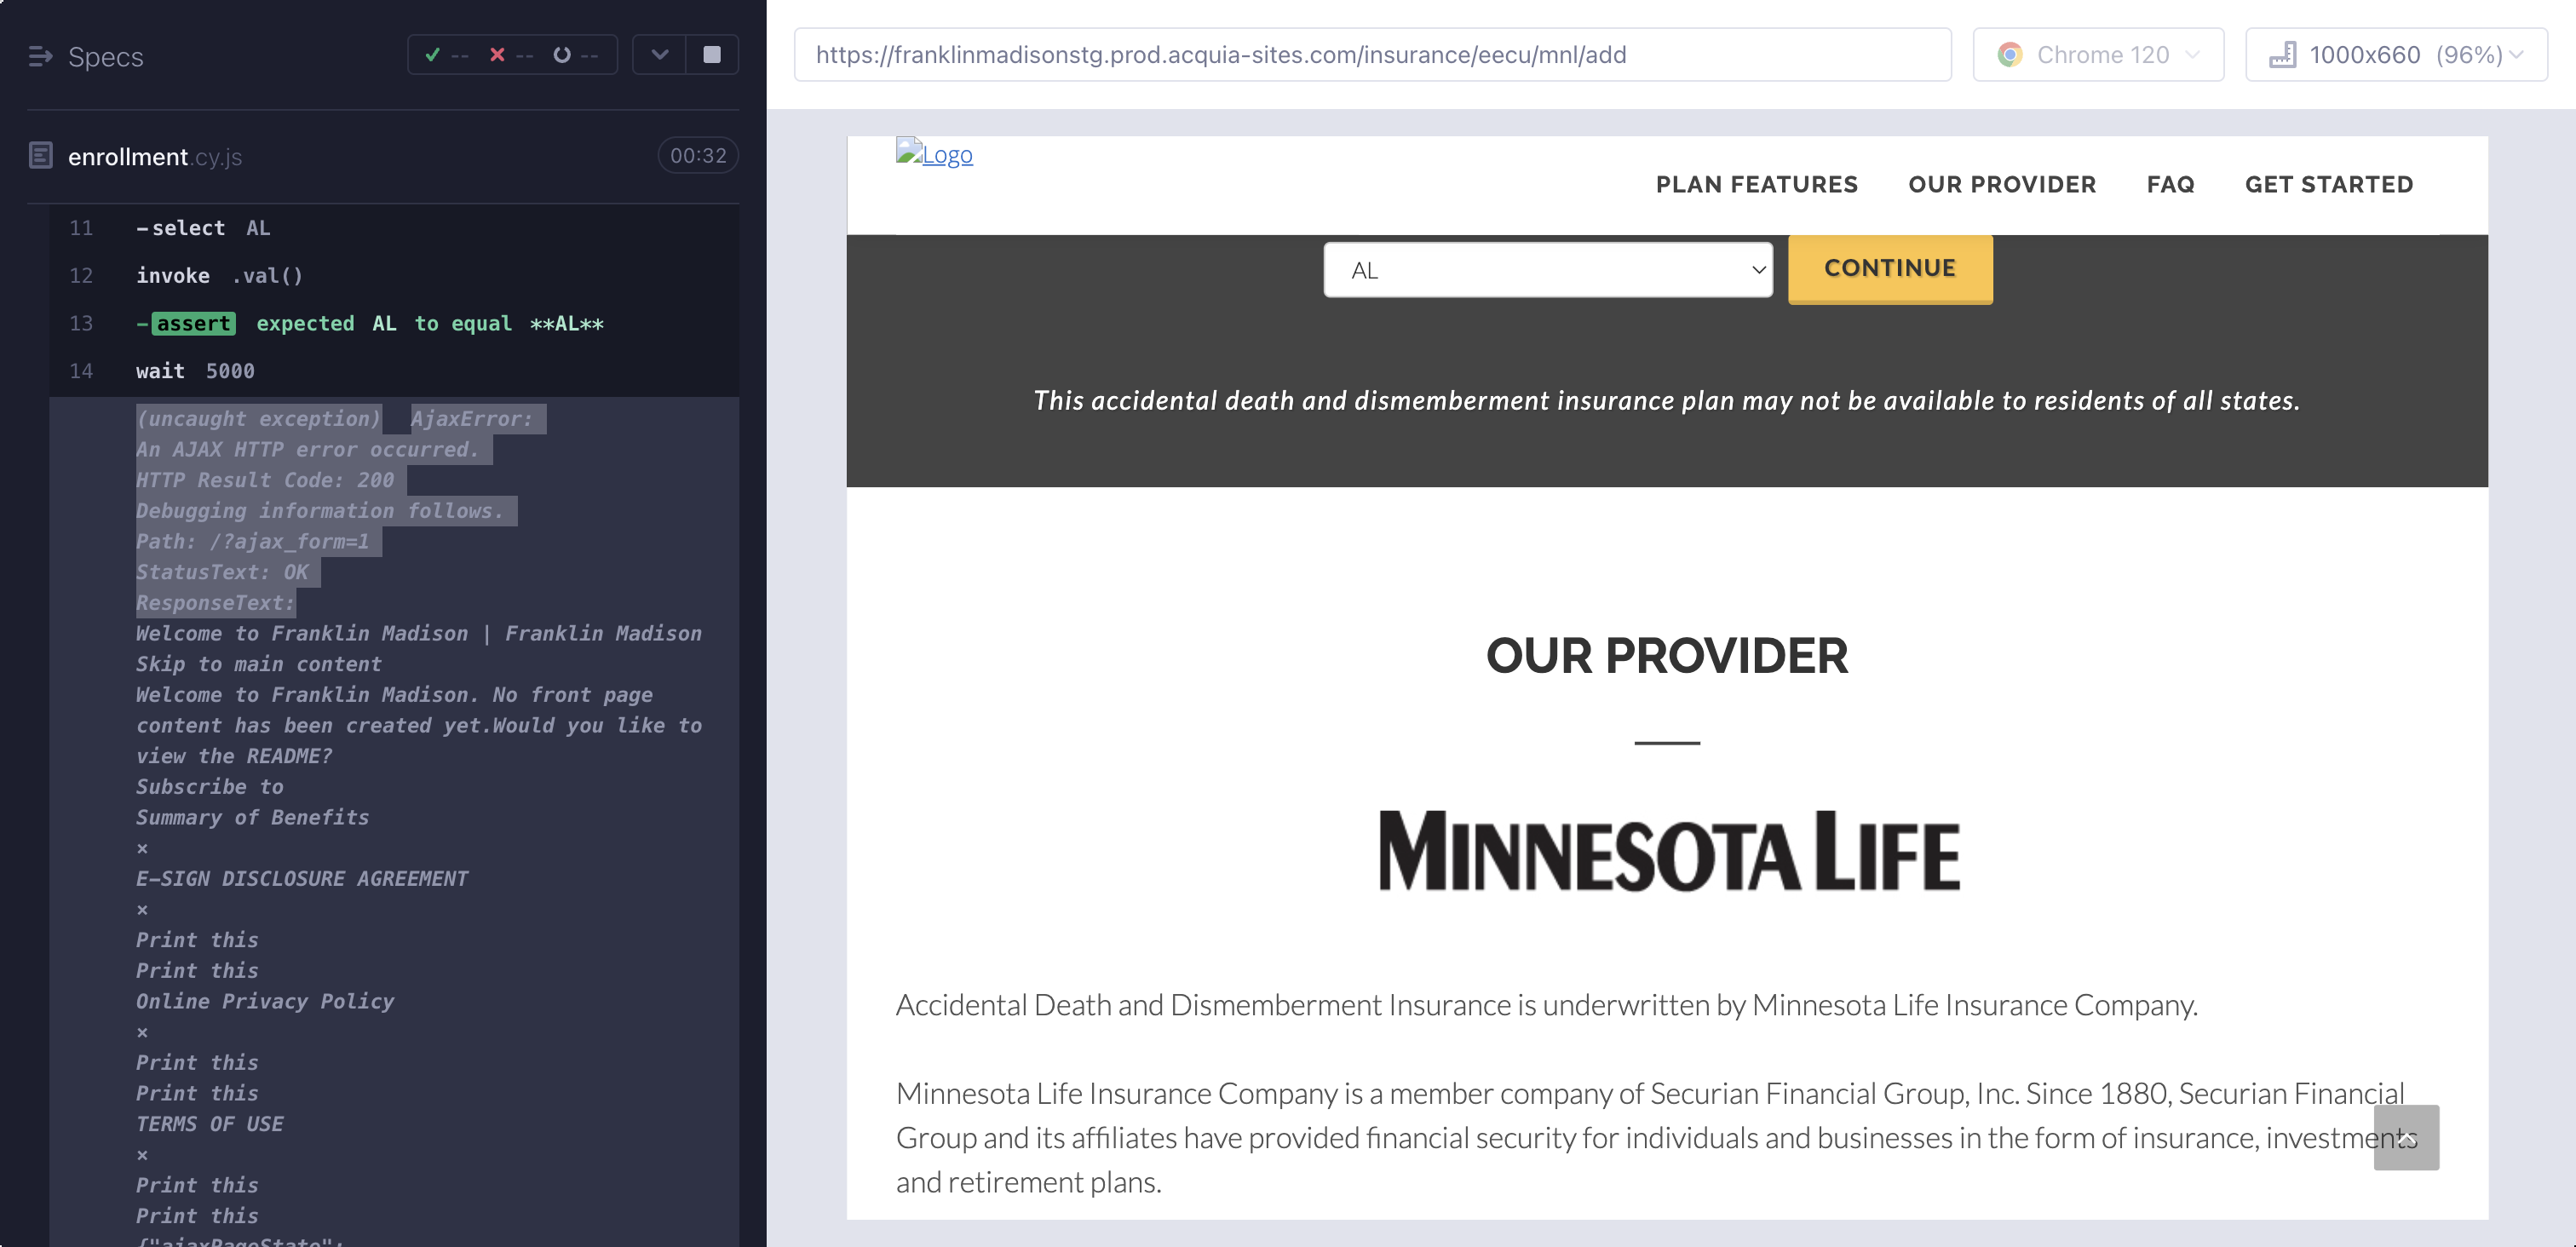 Specs
-- -- --
enrollment.cy.js 00:32
11 -select AL
12 invoke .val()
13 -assert expected AL to equal **AL**
14 wait 5000
(uncaught exception) AjaxError:
An AJAX HTTP error occurred.
HTTP Result Code: 200
Debugging information follows.
Path: /?ajax_form=1
StatusText: OK
ResponseText:
Welcome to Franklin Madison | Franklin Madison
Skip to main content
Welcome to Franklin Madison. No front page
content has been created yet.Would you like to
view the README?
Subscribe to
Summary of Benefits
×
E-SIGN DISCLOSURE AGREEMENT
×
Print this
Print this
Online Privacy Policy
×
Print this
Print this
TERMS OF USE
×
Print this
Print this
{"ajaxPageState":
https://franklinmadisonstg.prod.acquia-sites.com/insurance/eecu/mnl/add
Chrome 120
1000x660 (96%)
Logo
PLAN FEATURES OUR PROVIDER FAQ GET STARTED
AL CONTINUE
This accidental death and dismemberment insurance plan may not be available to residents of all states.
OUR PROVIDER
MINNESOTA LIFE
Accidental Death and Dismemberment Insurance is underwritten by Minnesota Life Insurance Company.
Minnesota Life Insurance Company is a member company of Securian Financial Group, Inc. Since 1880, Securian Financial
Group and its affiliates have provided financial security for individuals and businesses in the form of insurance, investments
and retirement plans.